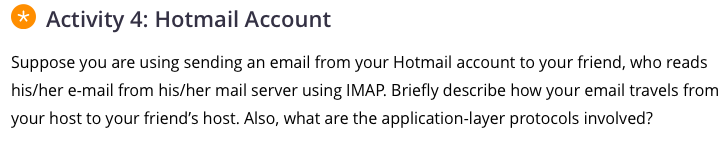 Activity 4: Hotmail Account
Suppose you are using sending an email from your Hotmail account to your friend, who reads
his/her e-mail from his/her mail server using IMAP. Briefly describe how your email travels from
your host to your friend’s host. Also, what are the application-layer protocols involved?